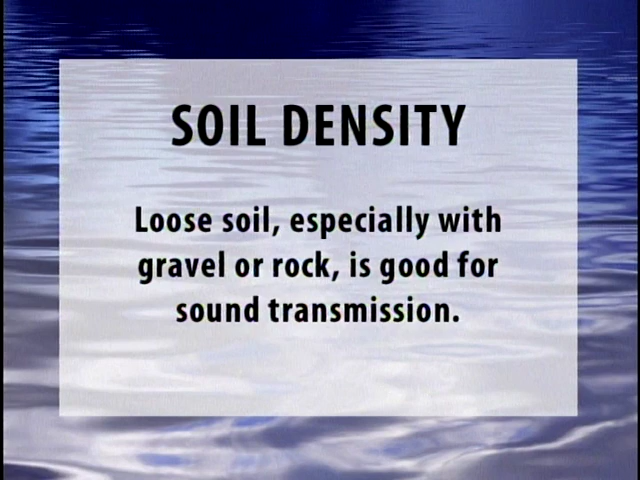 SOIL DENSITY
Loose soil, especially with
gravel or rock, is good for
sound transmission.